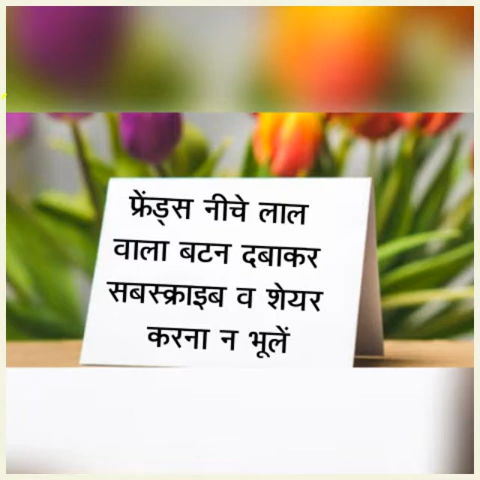 फ्रेंड्स नीचे लाल
वाला बटन दबाकर
सबस्क्राइब व शेयर
करना न भूलें